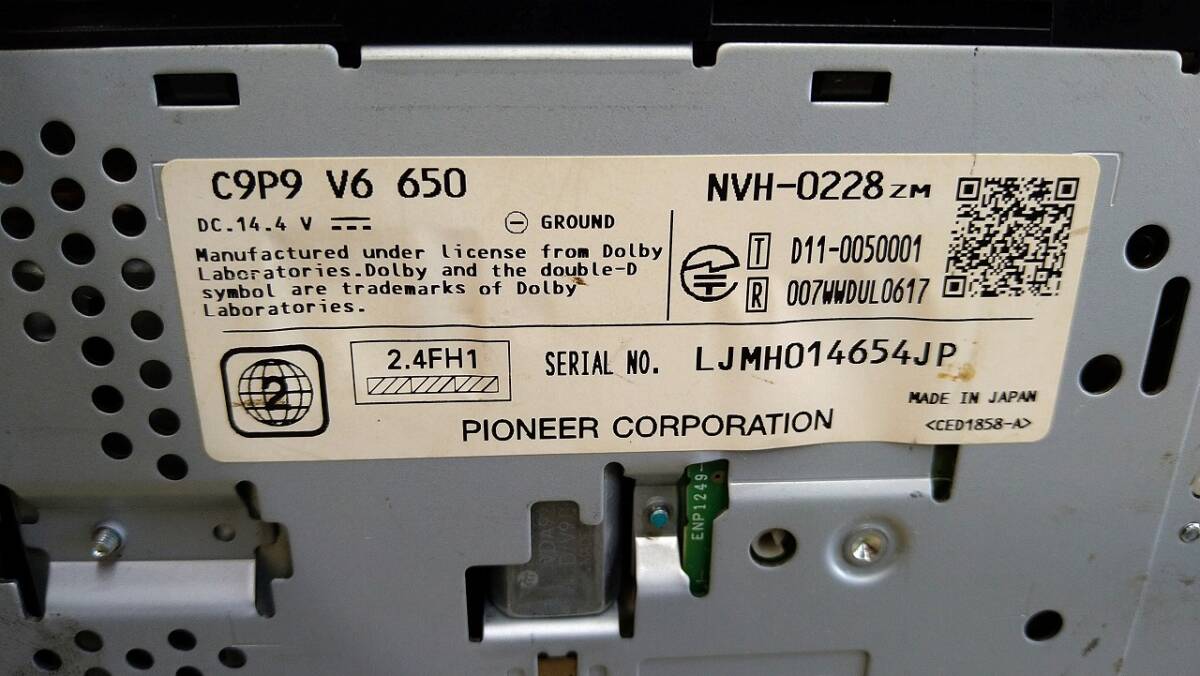 C9P9 V6 650
NVH-0228ZM
DC.14.4 V
GROUND
Manufactured under license from Dolby
Laboratories.Dolby and the double-D
symbol are trademarks of Dolby
Laboratories.
T D11-0050001
R 007WWDUL0617
2
2.4FH1
SERIAL NO. LJMH014654JP
MADE IN JAPAN
PIONEER CORPORATION
<CED1858-A>
ENP1249-